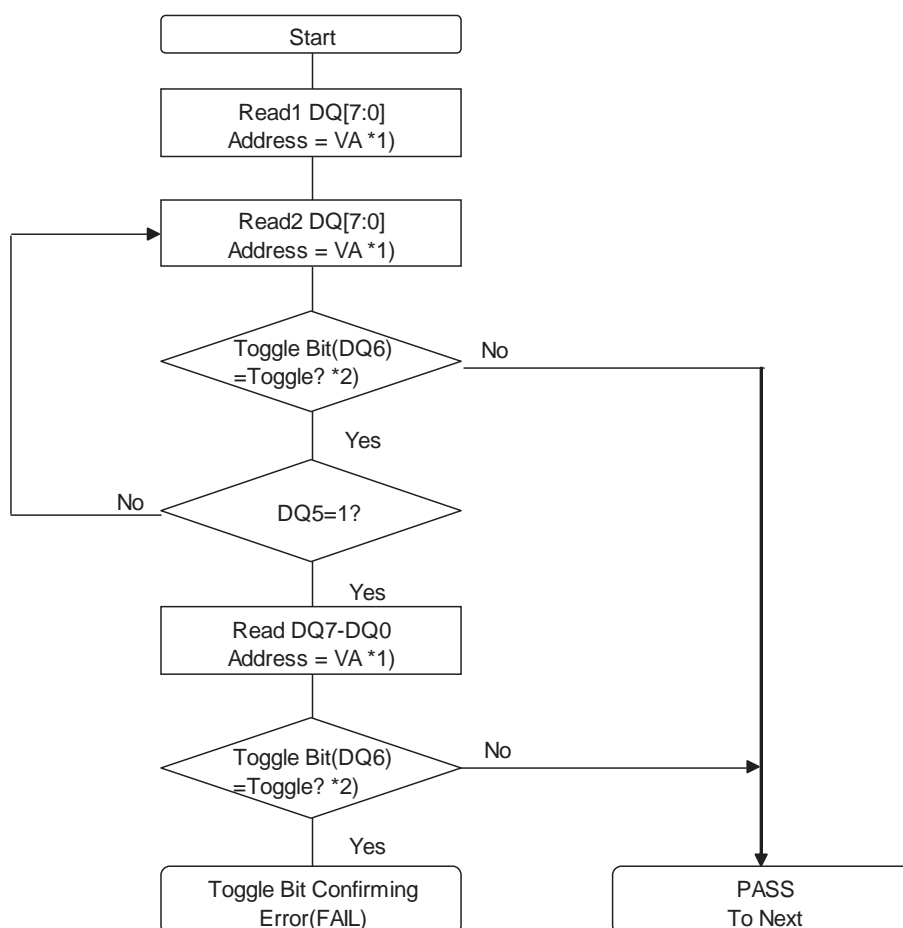 Start
Read1 DQ[7:0]
Address = VA *1)
Read2 DQ[7:0]
Address = VA *1)
Toggle Bit(DQ6)
=Toggle? *2)
No
Yes
No
DQ5=1?
Yes
Read DQ7-DQ0
Address = VA *1)
Toggle Bit(DQ6)
=Toggle? *2)
No
Yes
Toggle Bit Confirming
Error(FAIL)
PASS
To Next